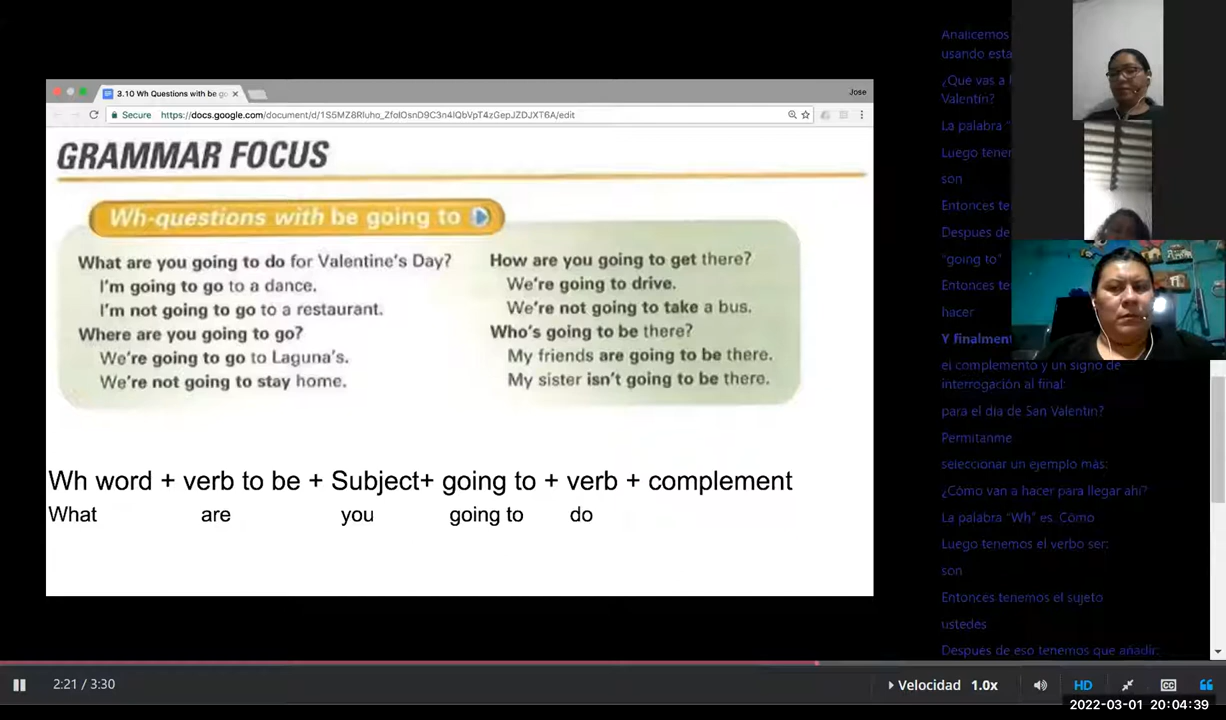 3.10 Wh Questions with be go
Jose
Secure
https://docs.google.com/document/d/1S5MZ8Rluho_ZfoIOsnD9C3n4lQbVpT4zGepJZDJXT6A/edit
GRAMMAR FOCUS
Wh-questions with be going to
What are you going to do for Valentine's Day?
I'm going to go to a dance.
I'm not going to go to a restaurant.
Where are you going to go?
We're going to go to Laguna's.
We're not going to stay home.
How are you going to get there?
We're going to drive.
We're not going to take a bus.
Who's going to be there?
My friends are going to be there.
My sister isn't going to be there.
Wh word + verb to be + Subject+ going to + verb + complement
What are you going to do
Analicemos
usando esta
¿Que vas a
Valentín?
La palabra "
Luego tener
son
Entonces te
Despues de
"going to"
Entonces te
hacer
Y finalment
el complemento y un signo de
interrogación al final:
para el día de San Valentín?
Permítanme
seleccionar un ejemplo más:
¿Cómo van a hacer para llegar ahí?
La palabra "Wh" es: Cómo
Luego tenemos el verbo ser:
son
Entonces tenemos el sujeto
ustedes
Despues de eso tenemos que añadir:
2:21 / 3:30
Velocidad 1.0x
HD
CC
2022-03-01 20:04:39